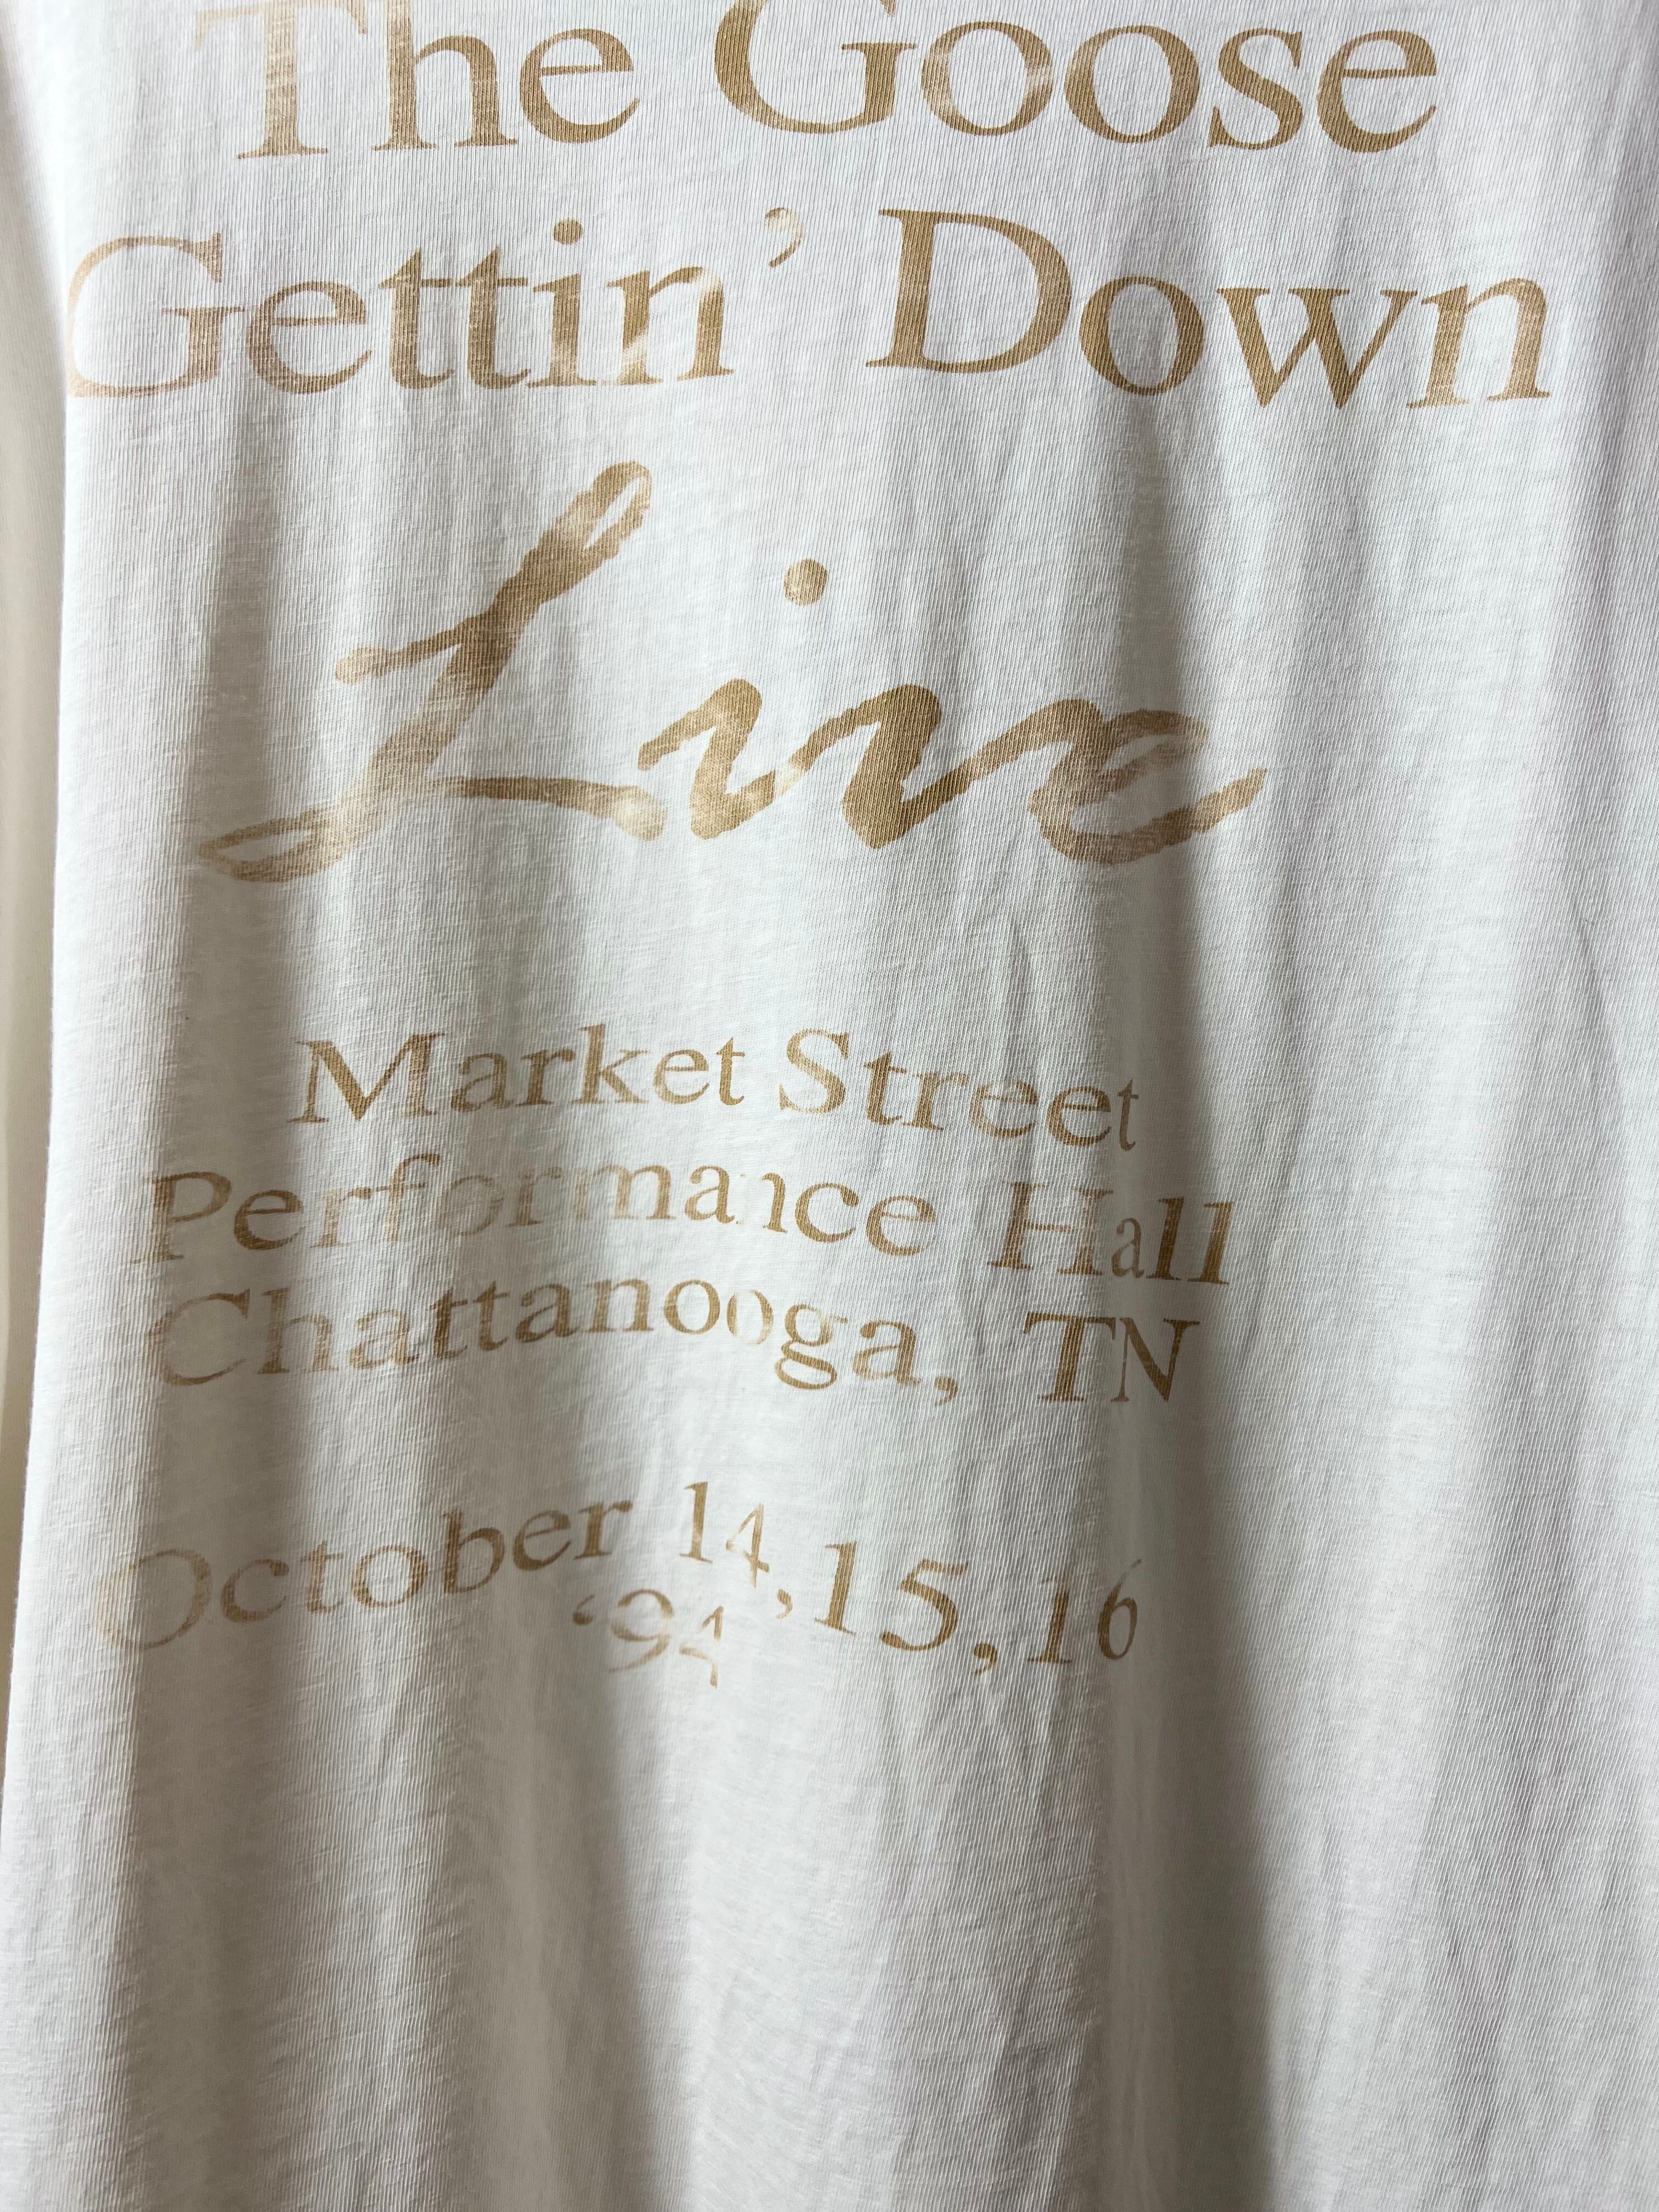 The Goose
Gettin’ Down
Live
Market Street
Performance Hall
Chattanooga, TN
October 14,15,16
‘94